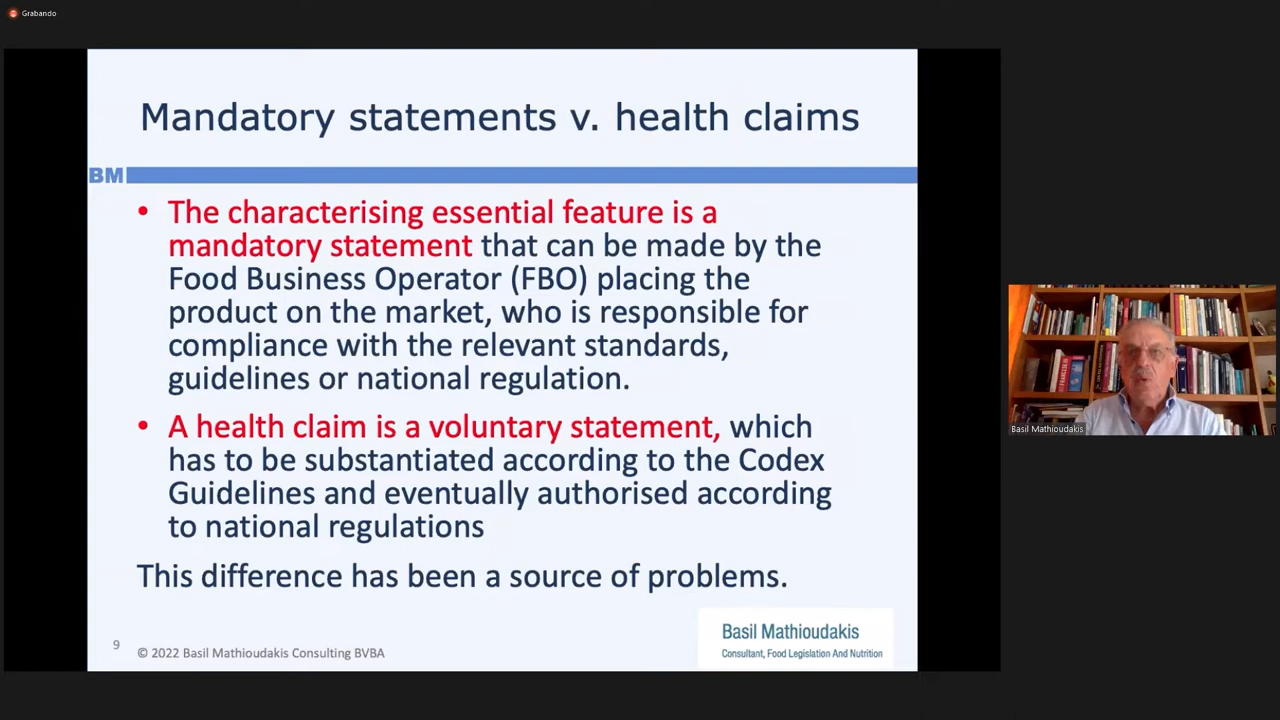 Grabando
Mandatory statements v. health claims
BM
• The characterising essential feature is a
mandatory statement that can be made by the
Food Business Operator (FBO) placing the
product on the market, who is responsible for
compliance with the relevant standards,
guidelines or national regulation.
• A health claim is a voluntary statement, which
has to be substantiated according to the Codex
Guidelines and eventually authorised according
to national regulations
This difference has been a source of problems.
9
© 2022 Basil Mathioudakis Consulting BVBA
Basil Mathioudakis
Consultant, Food Legislation And Nutrition
Basil Mathioudakis